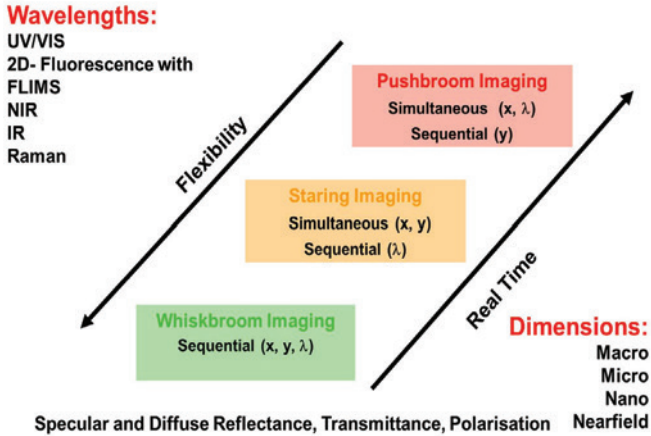 Wavelengths:
UV/VIS
2D- Fluorescence with
FLIMS
NIR
IR
Raman
Flexibility
Pushbroom Imaging
Simultaneous (x, λ)
Sequential (y)
Staring Imaging
Simultaneous (x, y)
Sequential (λ)
Whiskbroom Imaging
Sequential (x, y, λ)
Real Time
Dimensions:
Macro
Micro
Nano
Nearfield
Specular and Diffuse Reflectance, Transmittance, Polarisation